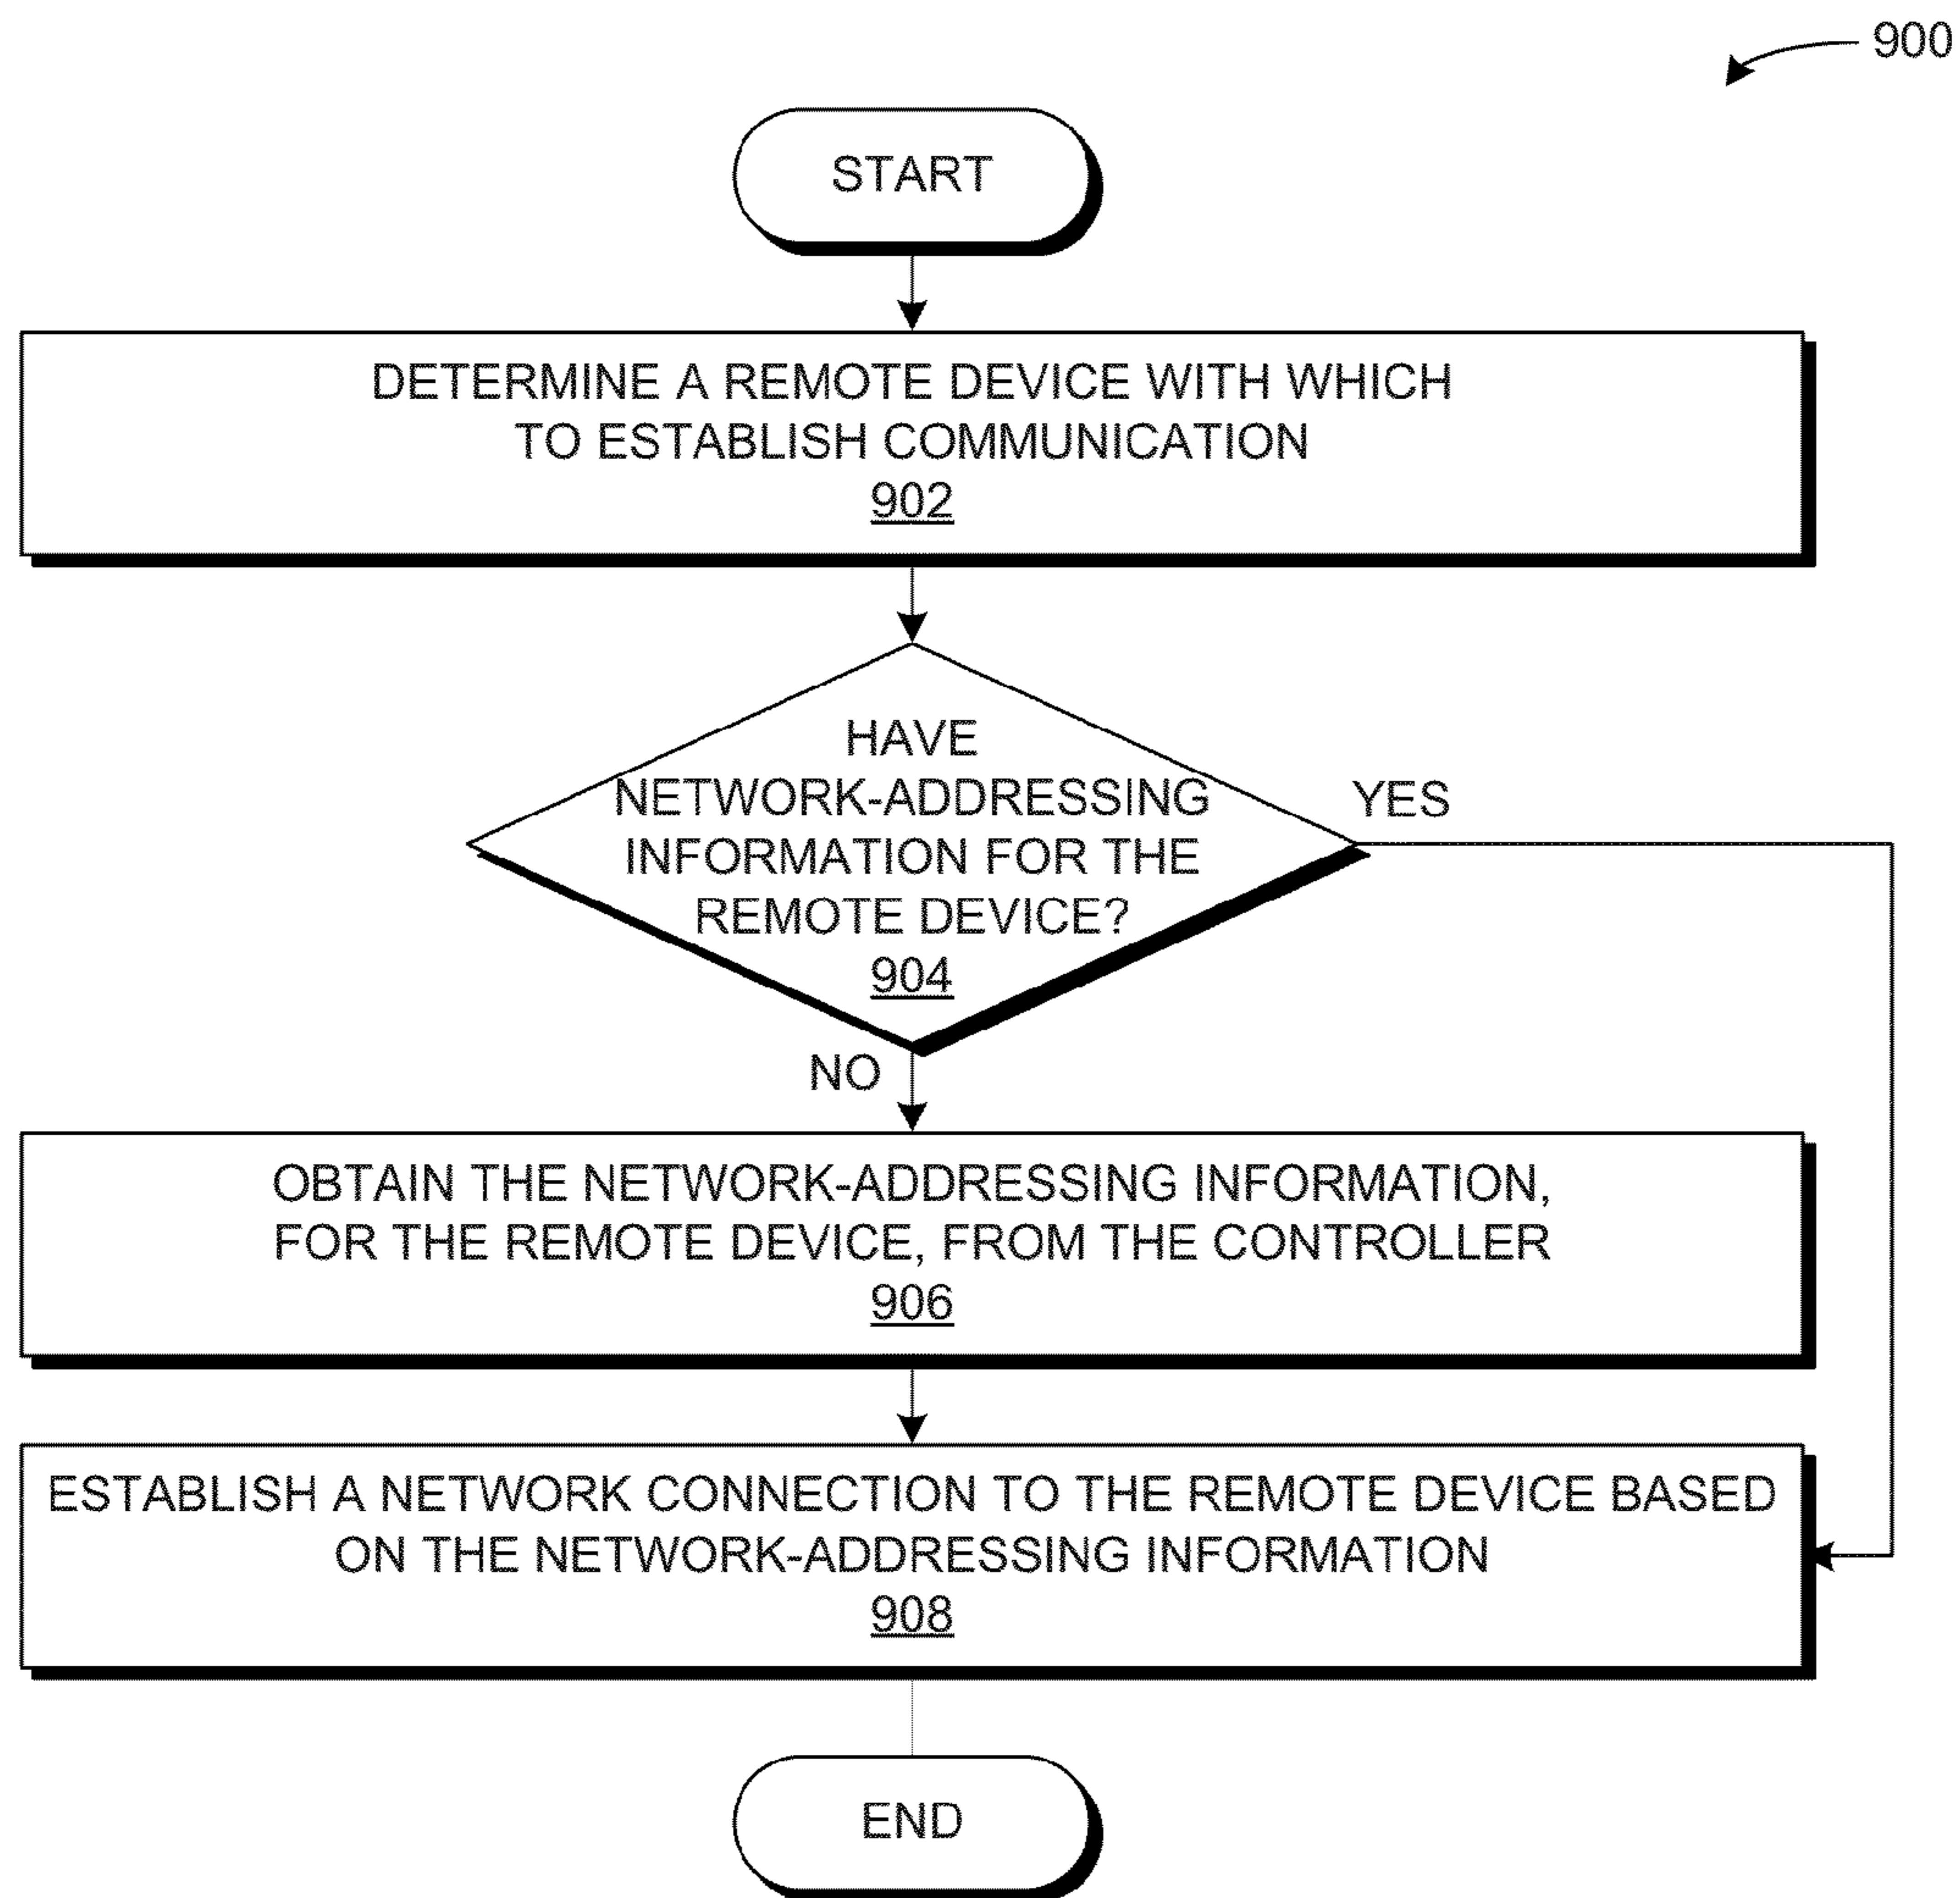 900
START
DETERMINE A REMOTE DEVICE WITH WHICH
TO ESTABLISH COMMUNICATION
902
HAVE
NETWORK-ADDRESSING
INFORMATION FOR THE
REMOTE DEVICE?
904
YES
NO
OBTAIN THE NETWORK-ADDRESSING INFORMATION,
FOR THE REMOTE DEVICE, FROM THE CONTROLLER
906
ESTABLISH A NETWORK CONNECTION TO THE REMOTE DEVICE BASED
ON THE NETWORK-ADDRESSING INFORMATION
908
END